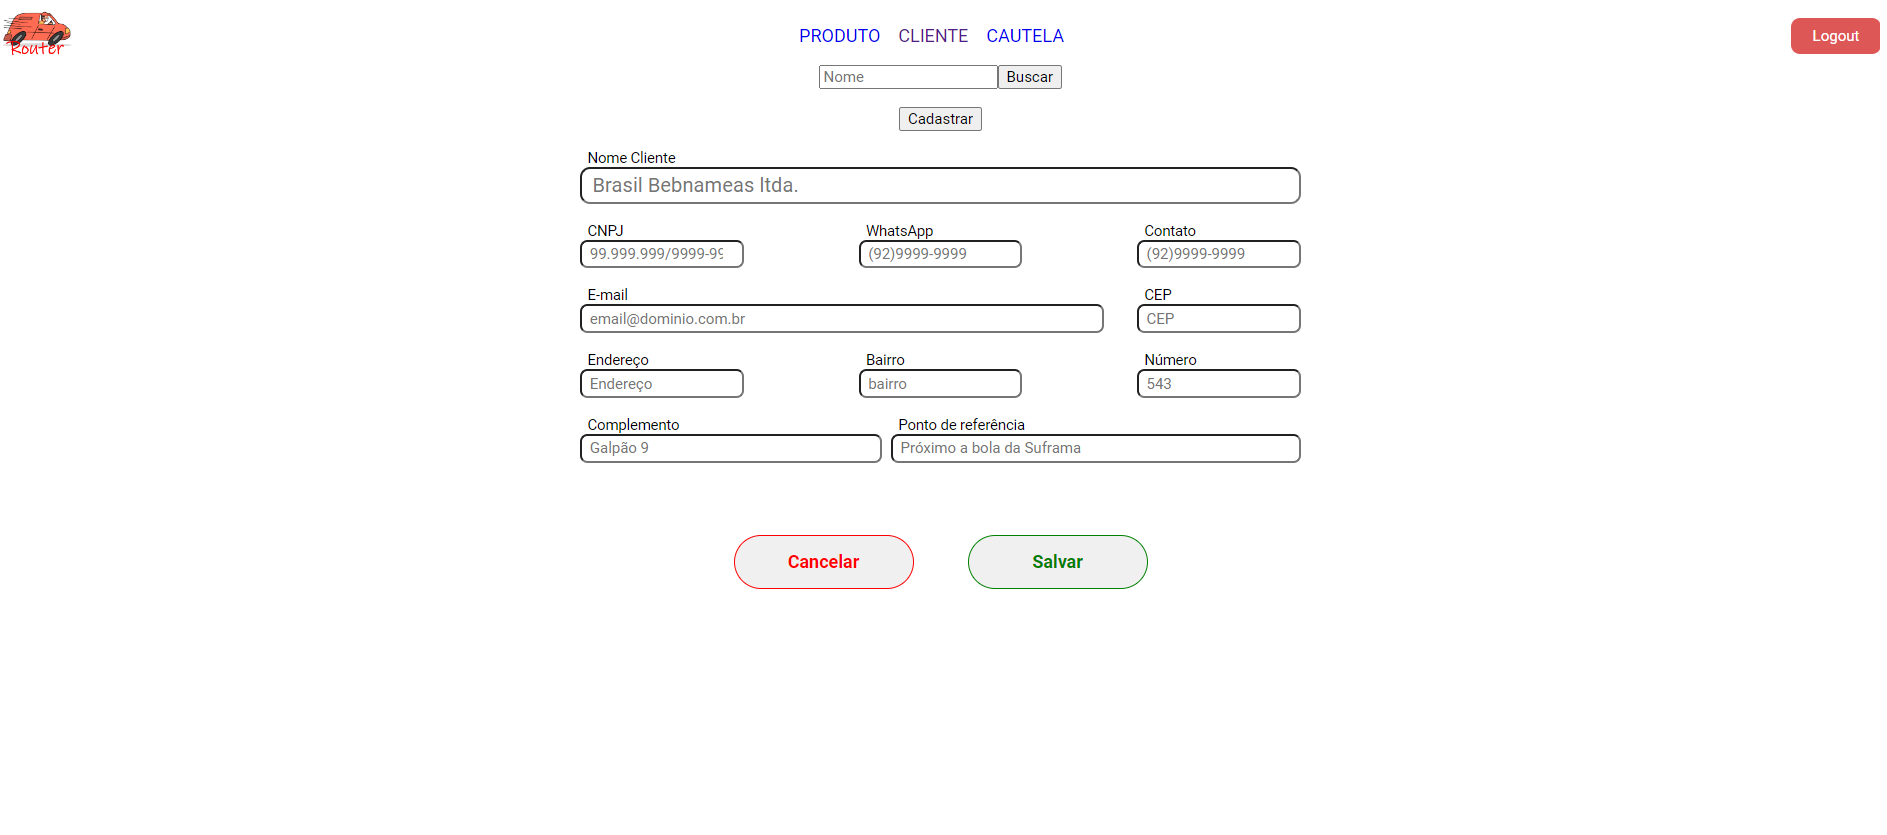 Router
PRODUTO CLIENTE CAUTELA
Logout
Nome Buscar
Cadastrar
Nome Cliente
Brasil Bebnameas ltda.
CNPJ WhatsApp Contato
99.999.999/9999-99 (92)9999-9999 (92)9999-9999
E-mail CEP
email@dominio.com.br CEP
Endereço Bairro Número
Endereço bairro 543
Complemento Ponto de referência
Galpão 9 Próximo a bola da Suframa
Cancelar Salvar